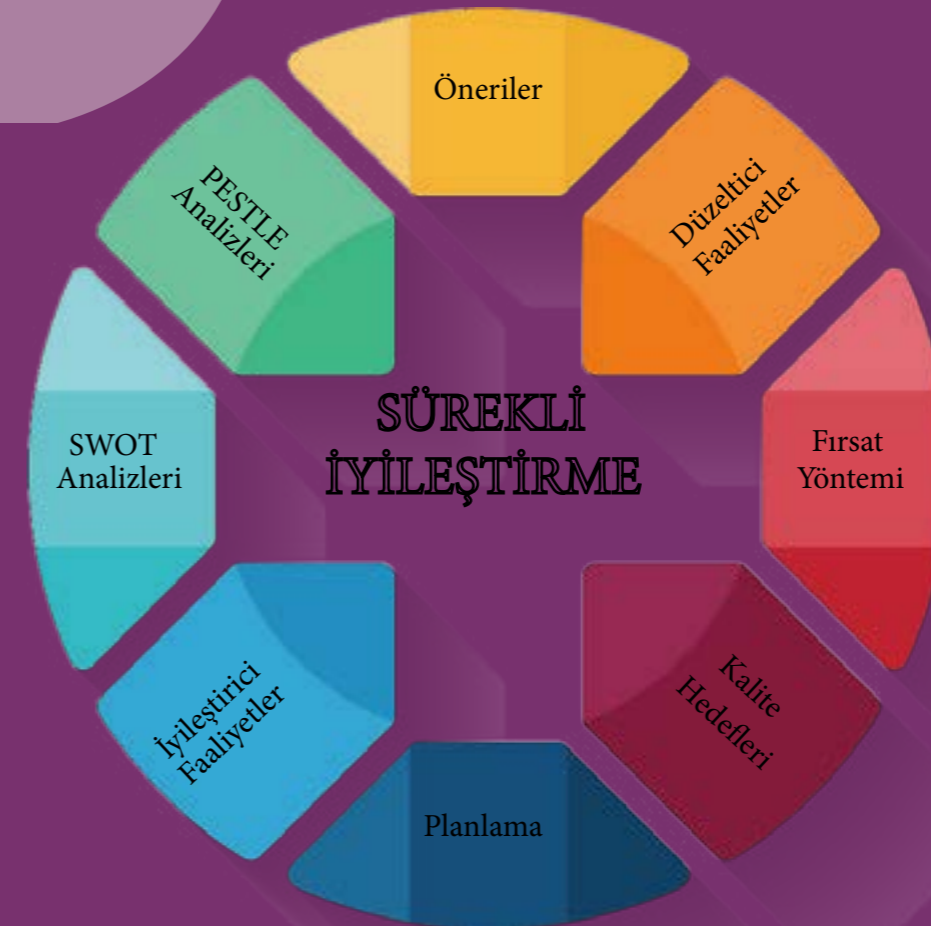 Öneriler
Düzeltici
Faaliyetler
Fırsat
Yöntemi
Kalite
Hedefleri
Planlama
İyileştirici
Faaliyetler
SWOT
Analizleri
PESTLE
Analizleri
SÜREKLİ
İYİLEŞTİRME